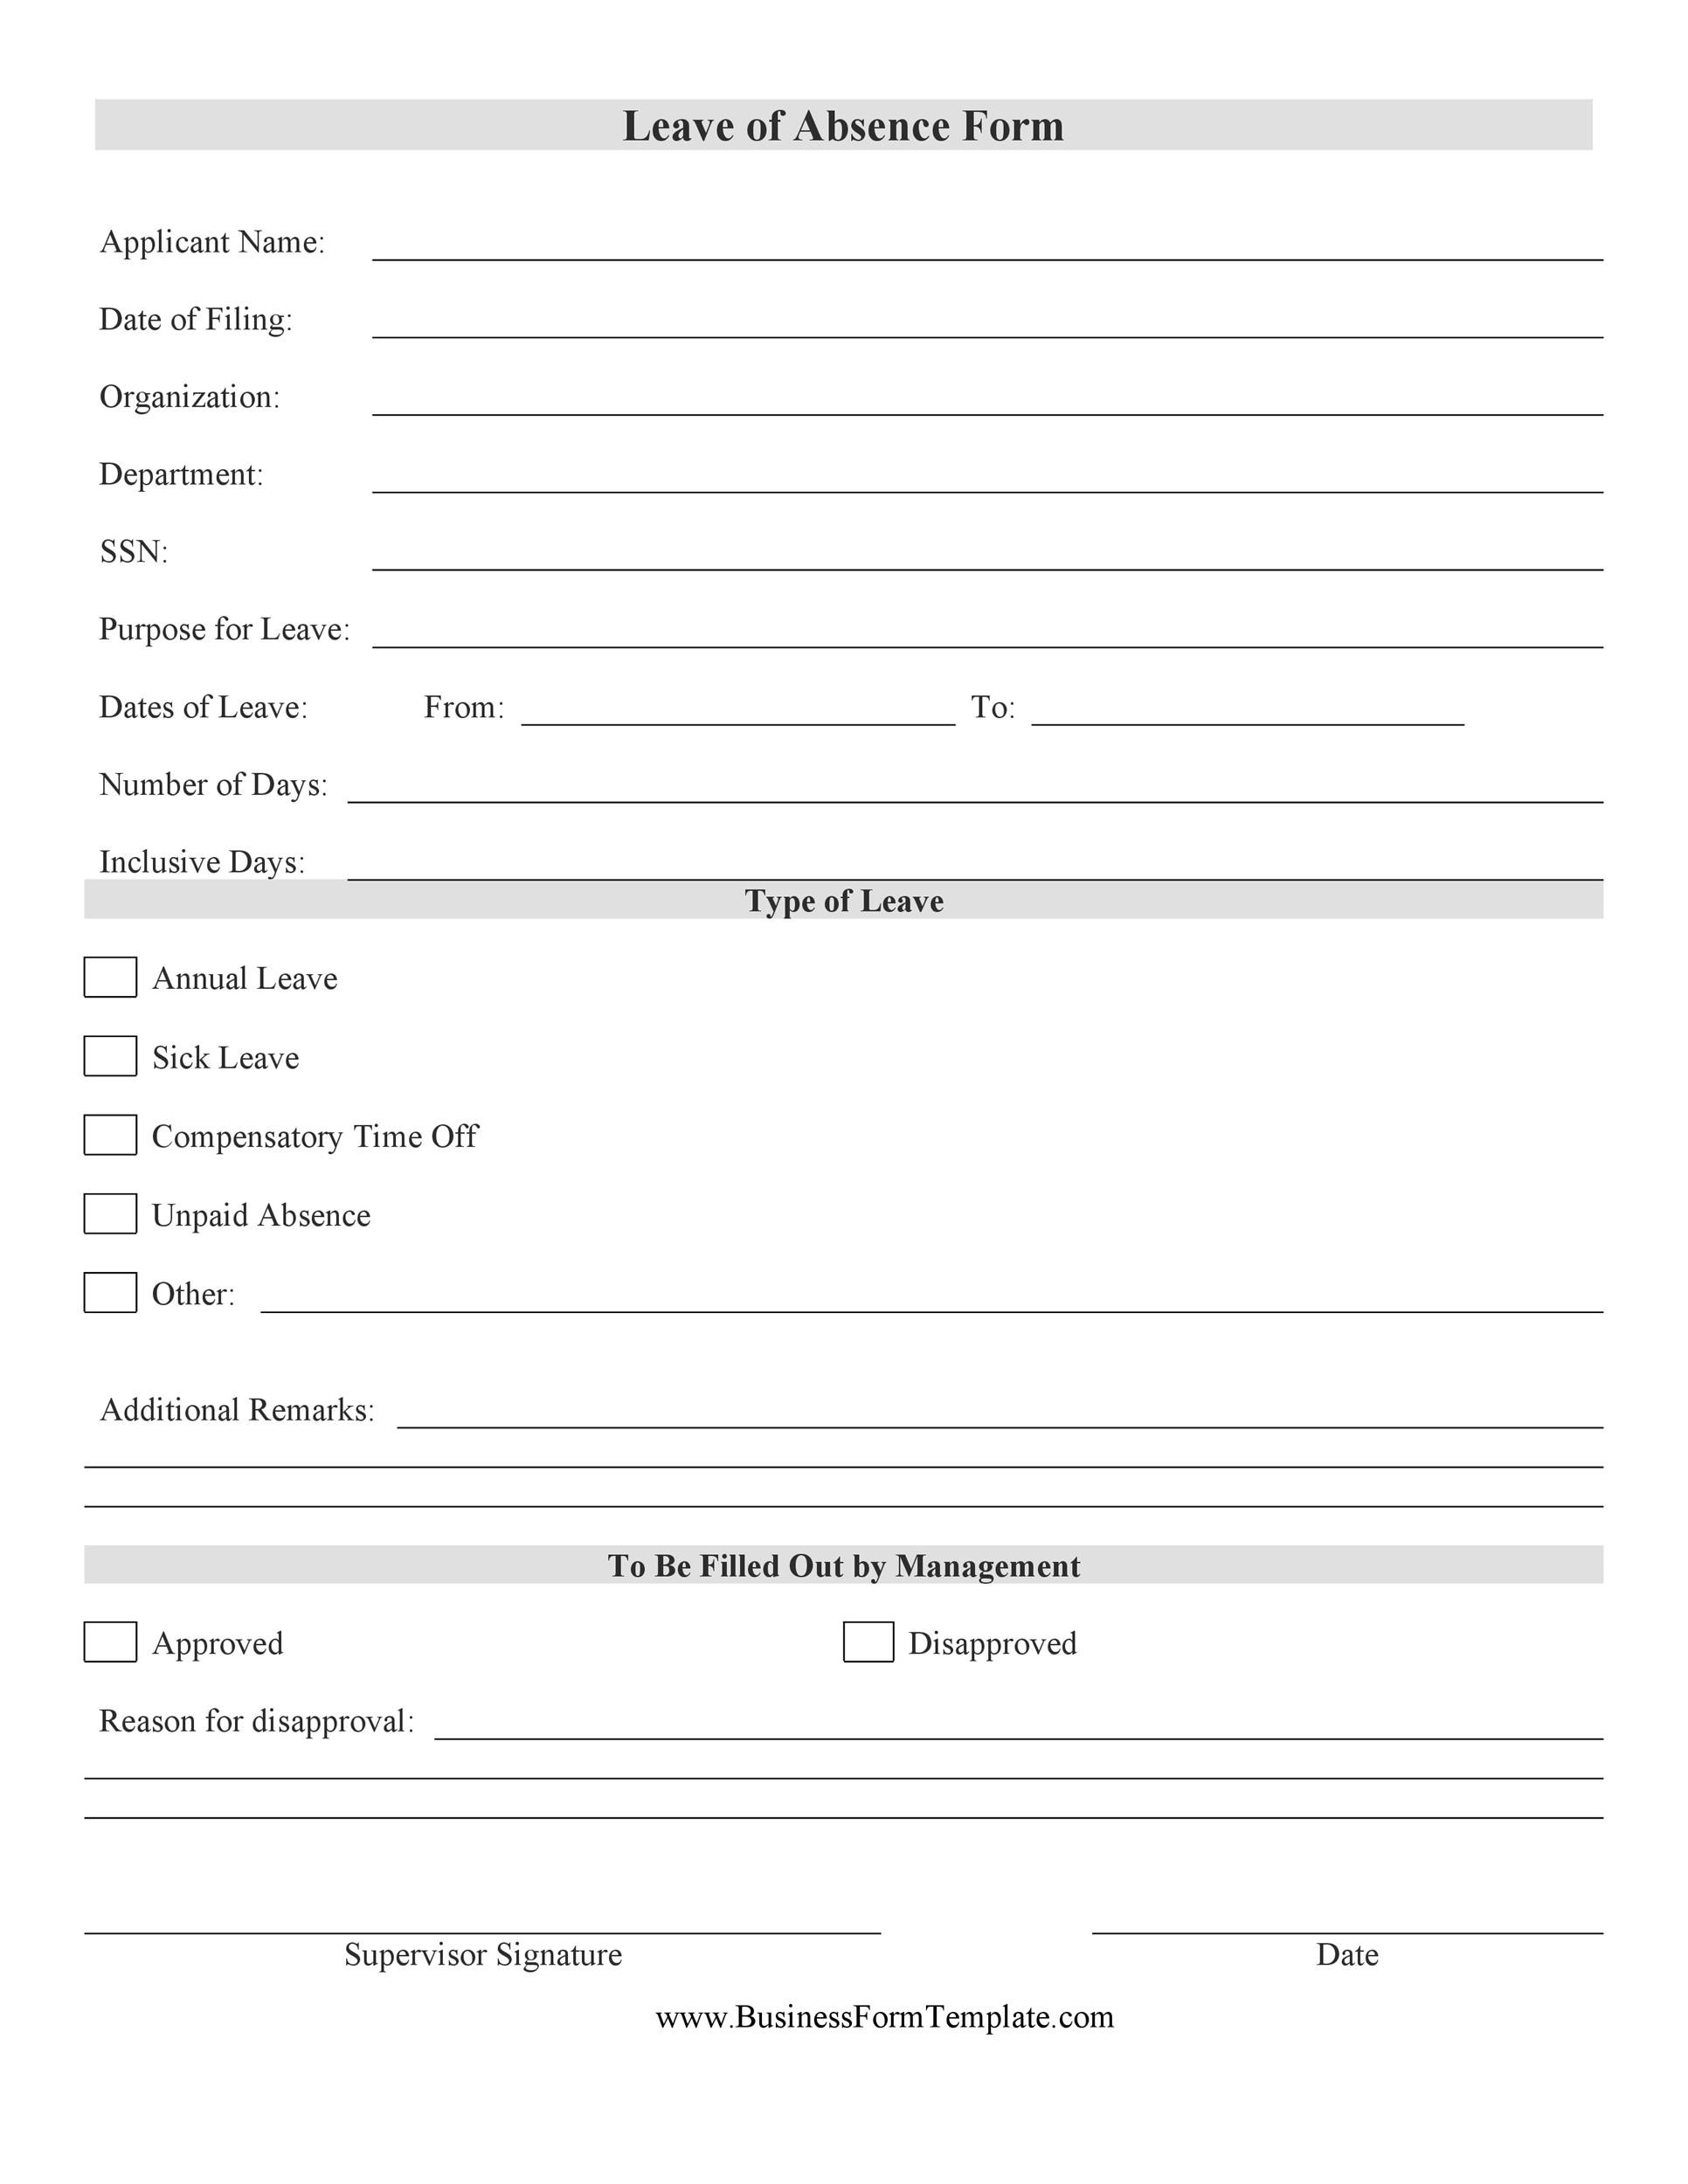 Leave of Absence Form
Applicant Name:
Date of Filing:
Organization:
Department:
SSN:
Purpose for Leave:
Dates of Leave: From: To:
Number of Days:
Inclusive Days:
Type of Leave
Annual Leave
Sick Leave
Compensatory Time Off
Unpaid Absence
Other:
Additional Remarks:
To Be Filled Out by Management
Approved Disapproved
Reason for disapproval:
Supervisor Signature Date
www.BusinessFormTemplate.com